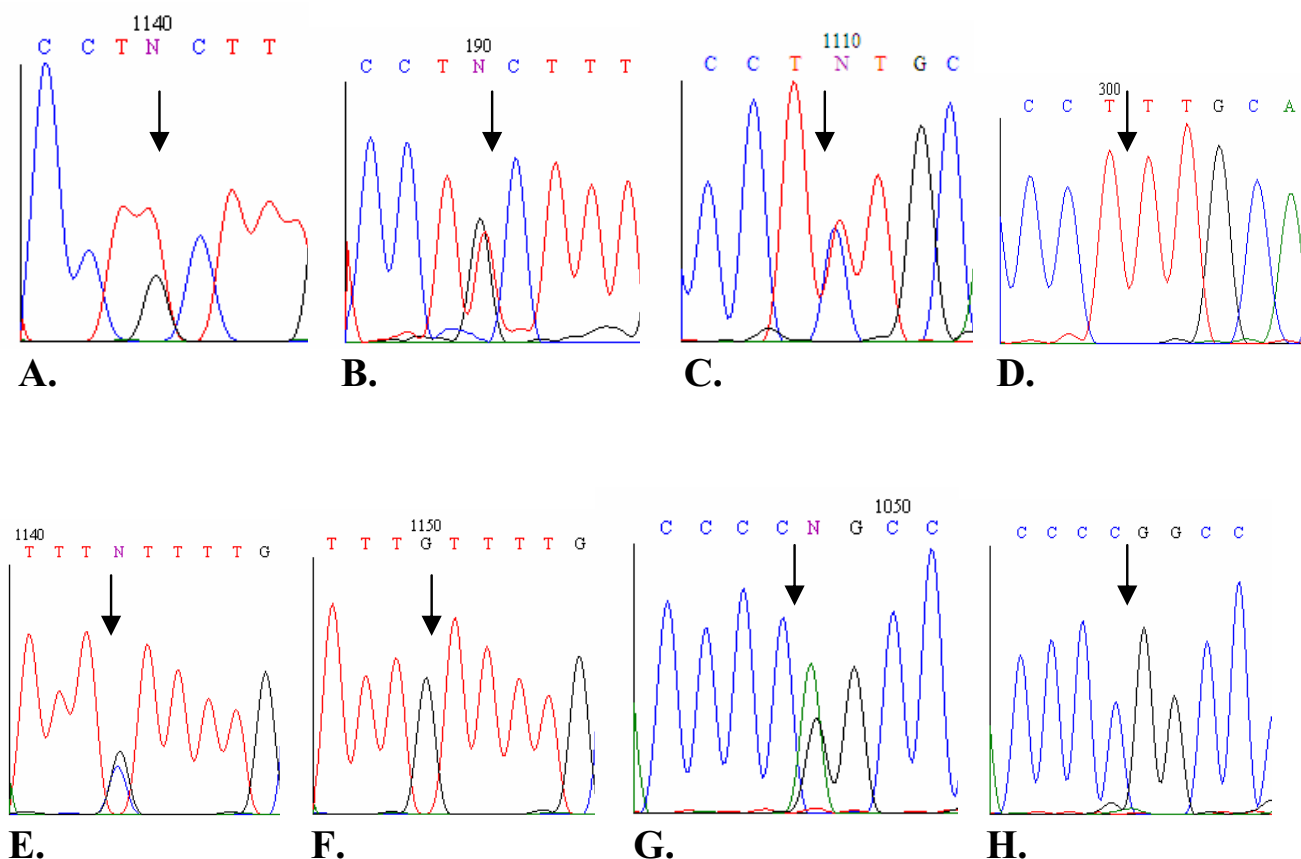 1140
C C T N C T T
190
C C T N C T T T
1110
C C T N T G C
300
C C T T T G C A
A.
B.
C.
D.
1140
T T T N T T T T G
1150
T T T G T T T T G
1050
C C C C N G C C
C C C C G G C C
E.
F.
G.
H.